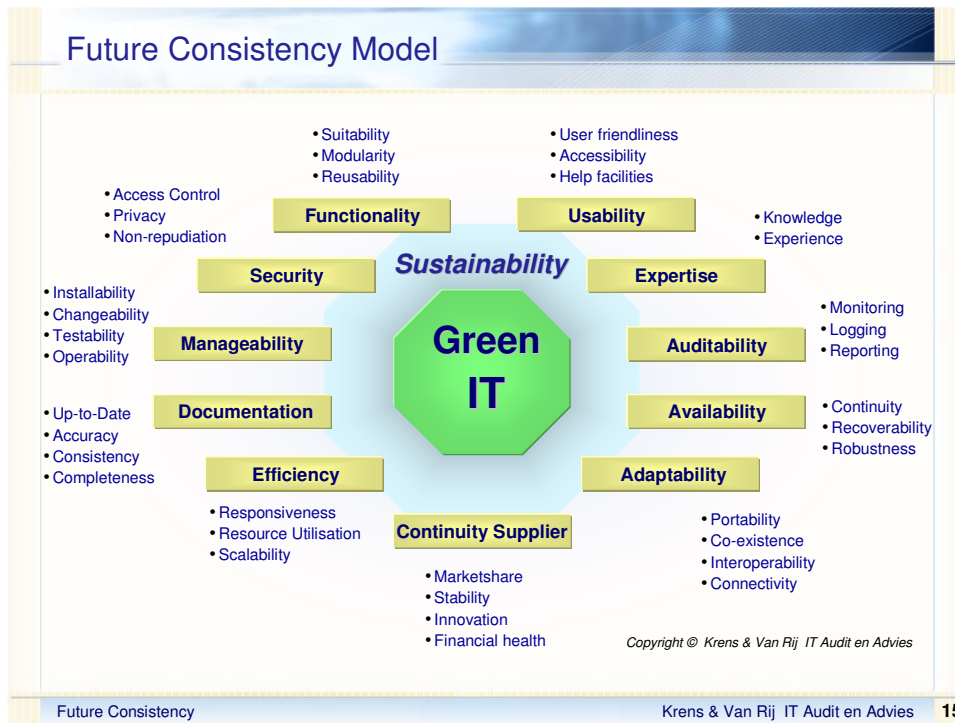 Future Consistency Model
• Suitability
• Modularity
• Reusability
• User friendliness
• Accessibility
• Help facilities
• Access Control
• Privacy
• Non-repudiation
Functionality
Usability
• Knowledge
• Experience
Security
Sustainability
Expertise
• Installability
• Changeability
• Testability
• Operability
Manageability
Green
IT
Auditability
• Monitoring
• Logging
• Reporting
• Up-to-Date
• Accuracy
• Consistency
• Completeness
Documentation
Availability
• Continuity
• Recoverability
• Robustness
Efficiency
Adaptability
• Responsiveness
• Resource Utilisation
• Scalability
Continuity Supplier
• Portability
• Co-existence
• Interoperability
• Connectivity
• Marketshare
• Stability
• Innovation
• Financial health
Copyright © Krens & Van Rij IT Audit en Advies
Future Consistency
Krens & Van Rij IT Audit en Advies
15